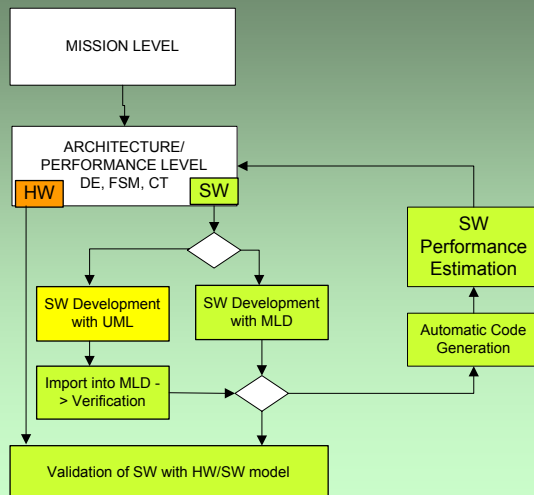 MISSION LEVEL
ARCHITECTURE/
PERFORMANCE LEVEL
DE, FSM, CT
HW
SW
SW
Performance
Estimation
SW Development
with UML
SW Development
with MLD
Automatic Code
Generation
Import into MLD -
> Verification
Validation of SW with HW/SW model